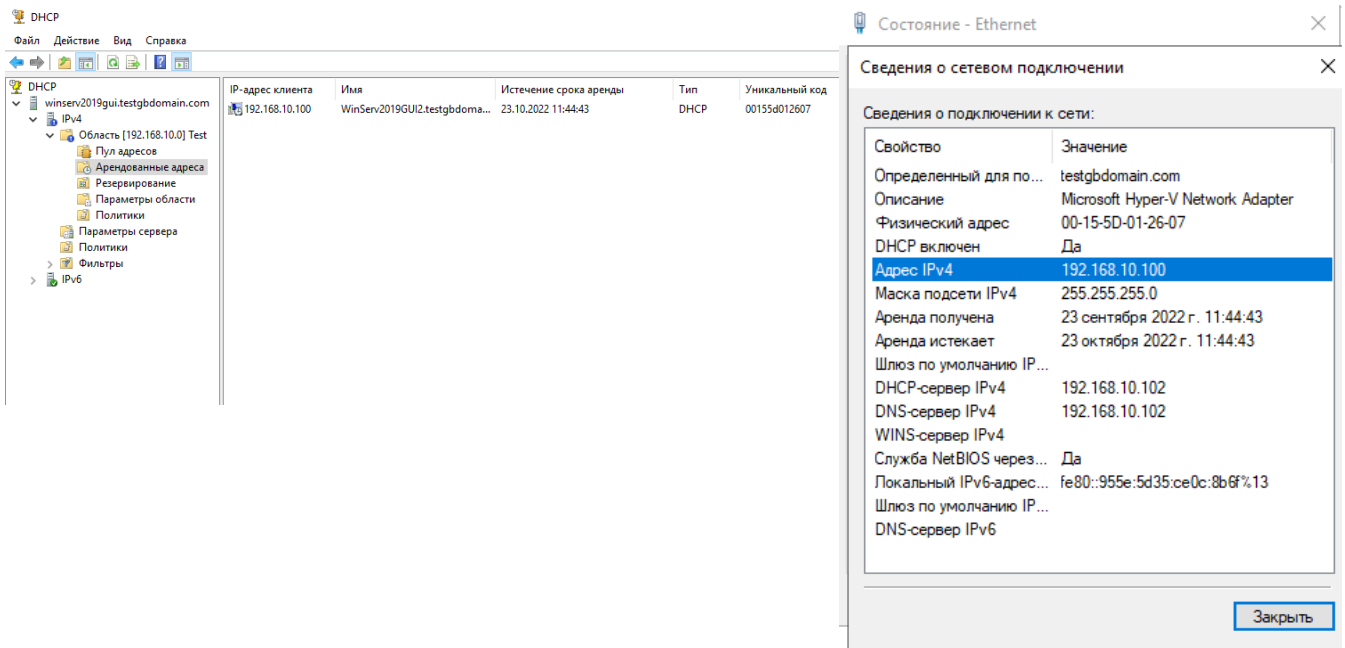 DHCP
Файл Действие Вид Справка
DHCP
winserv2019gui.testgbdomain.com
IPv4
Область [192.168.10.0] Test
Пул адресов
Арендованные адреса
Резервирование
Параметры области
Политики
Параметры сервера
Политики
Фильтры
IPv6
IP-адрес клиента Имя Истечение срока аренды Тип Уникальный код
192.168.10.100 WinServ2019GUI2.testgbdoma... 23.10.2022 11:44:43 DHCP 00155d012607
Состояние - Ethernet
Сведения о сетевом подключении
Сведения о подключении к сети:
Свойство Значение
Определенный для по... testgbdomain.com
Описание Microsoft Hyper-V Network Adapter
Физический адрес 00-15-5D-01-26-07
DHCP включен Да
Адрес IPv4 192.168.10.100
Маска подсети IPv4 255.255.255.0
Аренда получена 23 сентября 2022 г. 11:44:43
Аренда истекает 23 октября 2022 г. 11:44:43
Шлюз по умолчанию IP...
DHCP-сервер IPv4 192.168.10.102
DNS-сервер IPv4 192.168.10.102
WINS-сервер IPv4
Служба NetBIOS через... Да
Локальный IPv6-адрес... fe80::955e:5d35:ce0c:8b6f%13
Шлюз по умолчанию IP...
DNS-сервер IPv6
Закрыть